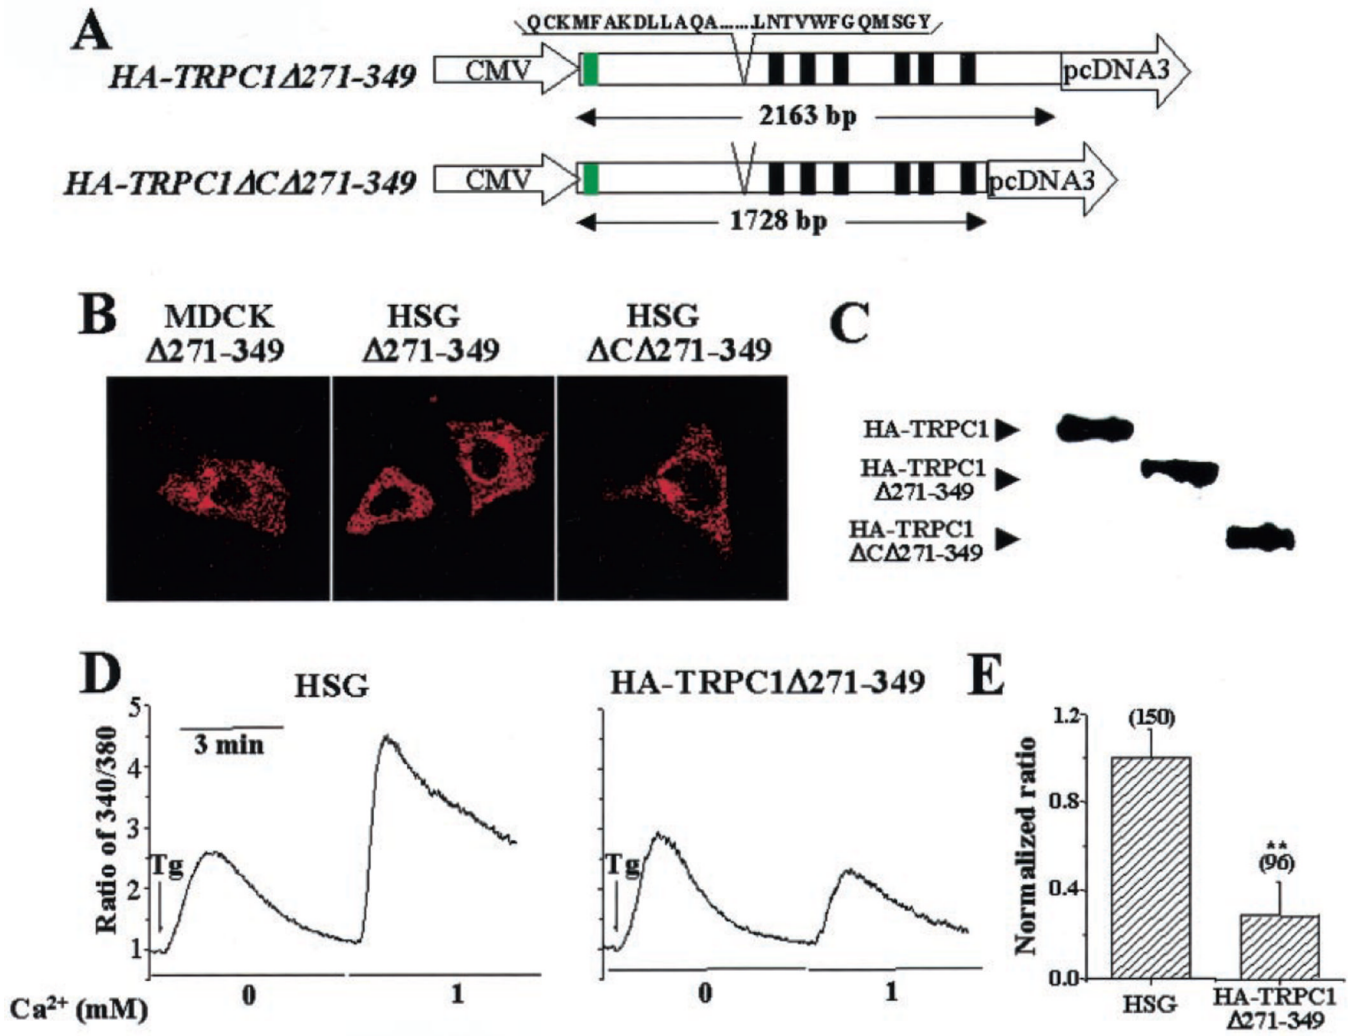 A
QCKMFAKDLLAQA......LNTVWFGQMSGY
HA-TRPC1Δ271-349
CMV
pcDNA3
2163 bp
HA-TRPC1ΔCΔ271-349
CMV
pcDNA3
1728 bp
B
MDCK
Δ271-349
HSG
Δ271-349
HSG
ΔCΔ271-349
C
HA-TRPC1
HA-TRPC1
Δ271-349
HA-TRPC1
ΔCΔ271-349
D
HSG
Ratio of 340/380
5
4
3
2
1
3 min
Tg
Ca²⁺ (mM)
0
1
HA-TRPC1Δ271-349
Tg
0
1
E
Normalized ratio
1.2
0.8
0.4
0.0
(150)
**
(96)
HSG
HA-TRPC1
Δ271-349